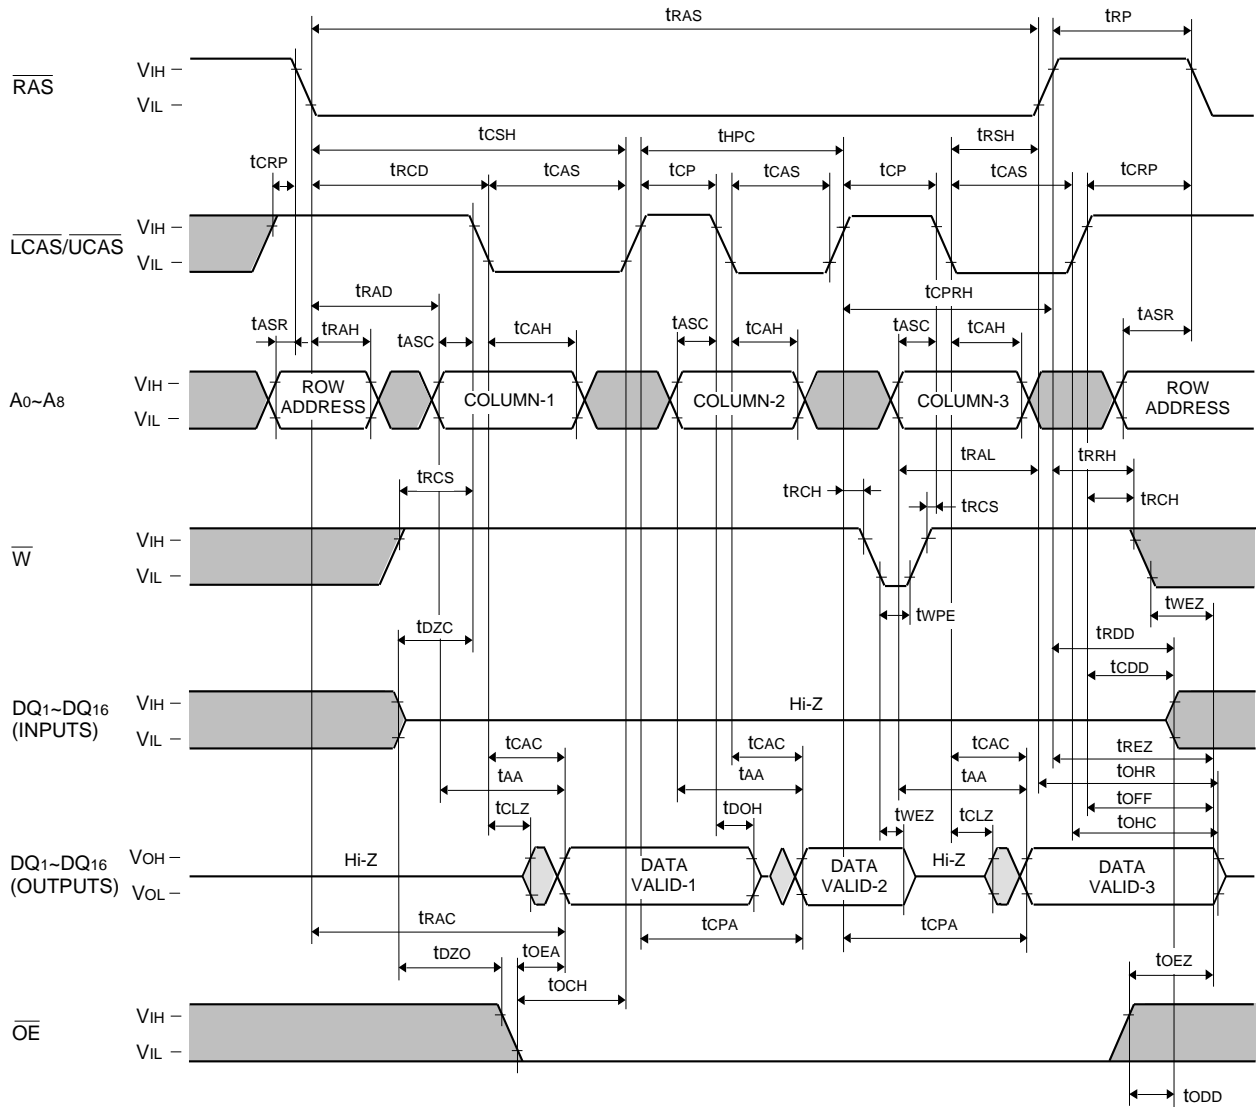 tRAS
tRP
RAS
VIH
VIL
tCSH
tHPC
tRSH
tCRP
tRCD
tCAS
tCP
tCAS
tCP
tCAS
tCRP
LCAS/UCAS
VIH
VIL
tRAD
tCPRH
tASR
tRAH
tASC
tCAH
tASC
tCAH
tASC
tCAH
tASR
A0~A8
VIH
VIL
ROW
ADDRESS
COLUMN-1
COLUMN-2
COLUMN-3
ROW
ADDRESS
tRAL
tRRH
tRCS
tRCH
tRCS
tRCH
W
VIH
VIL
tWPE
tWEZ
tDZC
tRDD
tCDD
DQ1~DQ16
(INPUTS)
VIH
VIL
Hi-Z
tCAC
tCAC
tCAC
tREZ
tAA
tAA
tAA
tOHR
tCLZ
tDOH
tWEZ
tCLZ
tOFF
tOHC
DQ1~DQ16
(OUTPUTS)
VOH
VOL
Hi-Z
DATA
VALID-1
DATA
VALID-2
Hi-Z
DATA
VALID-3
tRAC
tCPA
tCPA
tDZO
tOEA
tOEZ
tOCH
OE
VIH
VIL
tODD